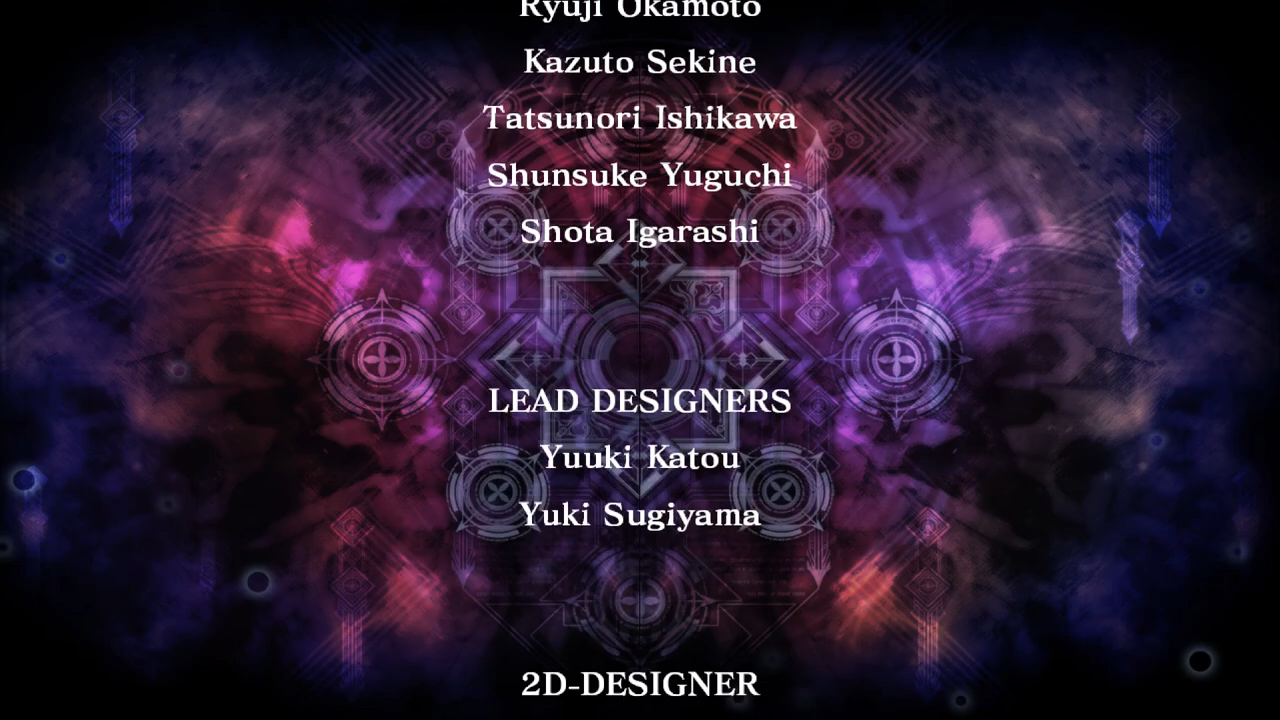 Ryuji Okamoto
Kazuto Sekine
Tatsunori Ishikawa
Shunsuke Yuguchi
Shota Igarashi
LEAD DESIGNERS
Yuuki Katou
Yuki Sugiyama
2D-DESIGNER